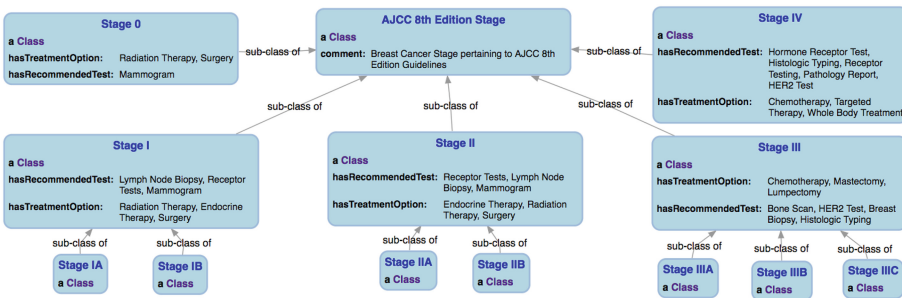 Stage 0
a Class
hasTreatmentOption: Radiation Therapy, Surgery
hasRecommendedTest: Mammogram
sub-class of
AJCC 8th Edition Stage
a Class
comment: Breast Cancer Stage pertaining to AJCC 8th
Edition Guidelines
sub-class of
Stage IV
a Class
hasRecommendedTest: Hormone Receptor Test,
Histologic Typing, Receptor
Testing, Pathology Report,
HER2 Test
hasTreatmentOption: Chemotherapy, Targeted
Therapy, Whole Body Treatment
sub-class of
sub-class of
sub-class of
Stage I
a Class
hasRecommendedTest: Lymph Node Biopsy, Receptor
Tests, Mammogram
hasTreatmentOption: Radiation Therapy, Endocrine
Therapy, Surgery
Stage II
a Class
hasRecommendedTest: Receptor Tests, Lymph Node
Biopsy, Mammogram
hasTreatmentOption: Endocrine Therapy, Radiation
Therapy, Surgery
Stage III
a Class
hasTreatmentOption: Chemotherapy, Mastectomy,
Lumpectomy
hasRecommendedTest: Bone Scan, HER2 Test, Breast
Biopsy, Histologic Typing
sub-class of
sub-class of
sub-class of
sub-class of
sub-class of
sub-class of
sub-class of
Stage IA
a Class
Stage IB
a Class
Stage IIA
a Class
Stage IIB
a Class
Stage IIIA
a Class
Stage IIIB
a Class
Stage IIIC
a Class